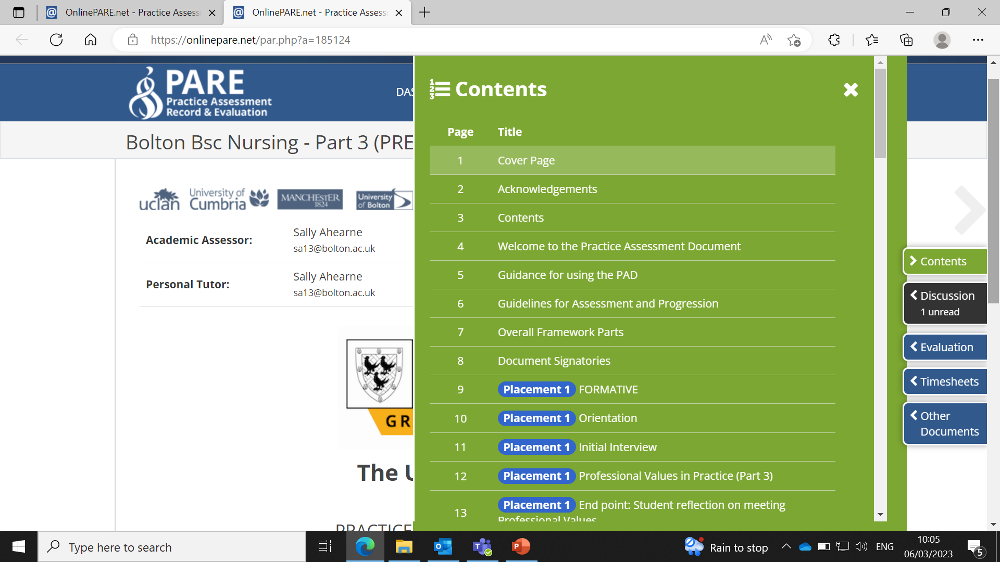 OnlinePARE.net - Practice Assess
OnlinePARE.net - Practice Assess
https://onlinepare.net/par.php?a=185124
PARE
Practice Assessment
Record & Evaluation
DAS
Bolton Bsc Nursing - Part 3 (PRE
uclan
University of
Cumbria
MANCHESTER
1824
University
of Bolton
Academic Assessor:
Sally Ahearne
sa13@bolton.ac.uk
Personal Tutor:
Sally Ahearne
sa13@bolton.ac.uk
GR
The U
PRACTICE
Contents
Page Title
1 Cover Page
2 Acknowledgements
3 Contents
4 Welcome to the Practice Assessment Document
5 Guidance for using the PAD
6 Guidelines for Assessment and Progression
7 Overall Framework Parts
8 Document Signatories
9 Placement 1 FORMATIVE
10 Placement 1 Orientation
11 Placement 1 Initial Interview
12 Placement 1 Professional Values in Practice (Part 3)
13 Placement 1 End point: Student reflection on meeting
Professional Values
Contents
Discussion
1 unread
Evaluation
Timesheets
Other
Documents
Type here to search
Rain to stop
ENG
10:05
06/03/2023
5